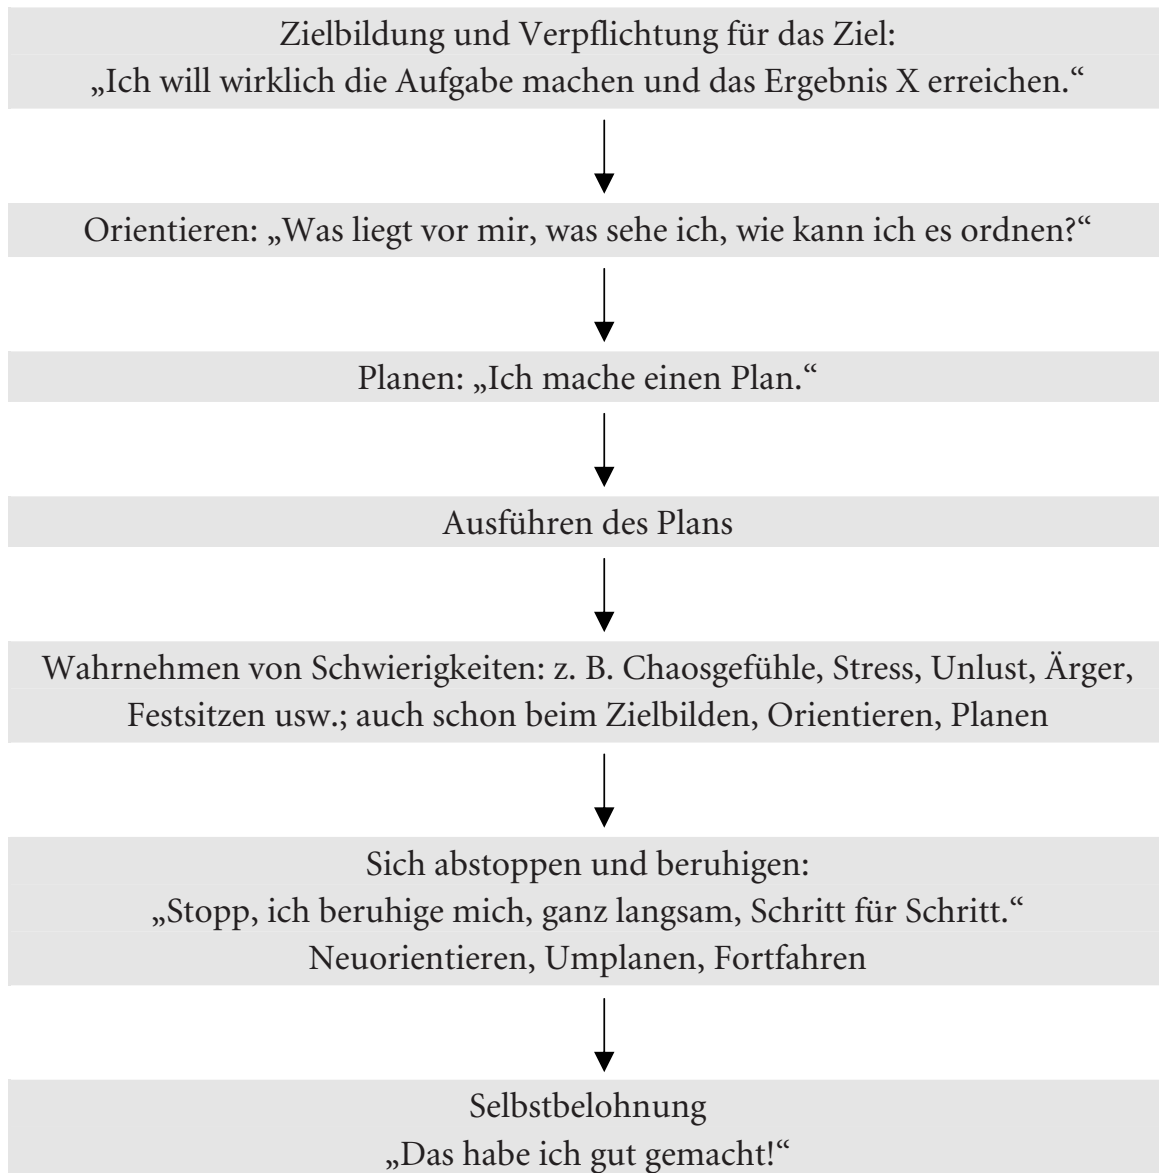 Zielbildung und Verpflichtung für das Ziel:
„Ich will wirklich die Aufgabe machen und das Ergebnis X erreichen.“
Orientieren: „Was liegt vor mir, was sehe ich, wie kann ich es ordnen?“
Planen: „Ich mache einen Plan.“
Ausführen des Plans
Wahrnehmen von Schwierigkeiten: z. B. Chaosgefühle, Stress, Unlust, Ärger,
Festsitzen usw.; auch schon beim Zielbilden, Orientieren, Planen
Sich abstoppen und beruhigen:
„Stopp, ich beruhige mich, ganz langsam, Schritt für Schritt.“
Neuorientieren, Umplanen, Fortfahren
Selbstbelohnung
„Das habe ich gut gemacht!“